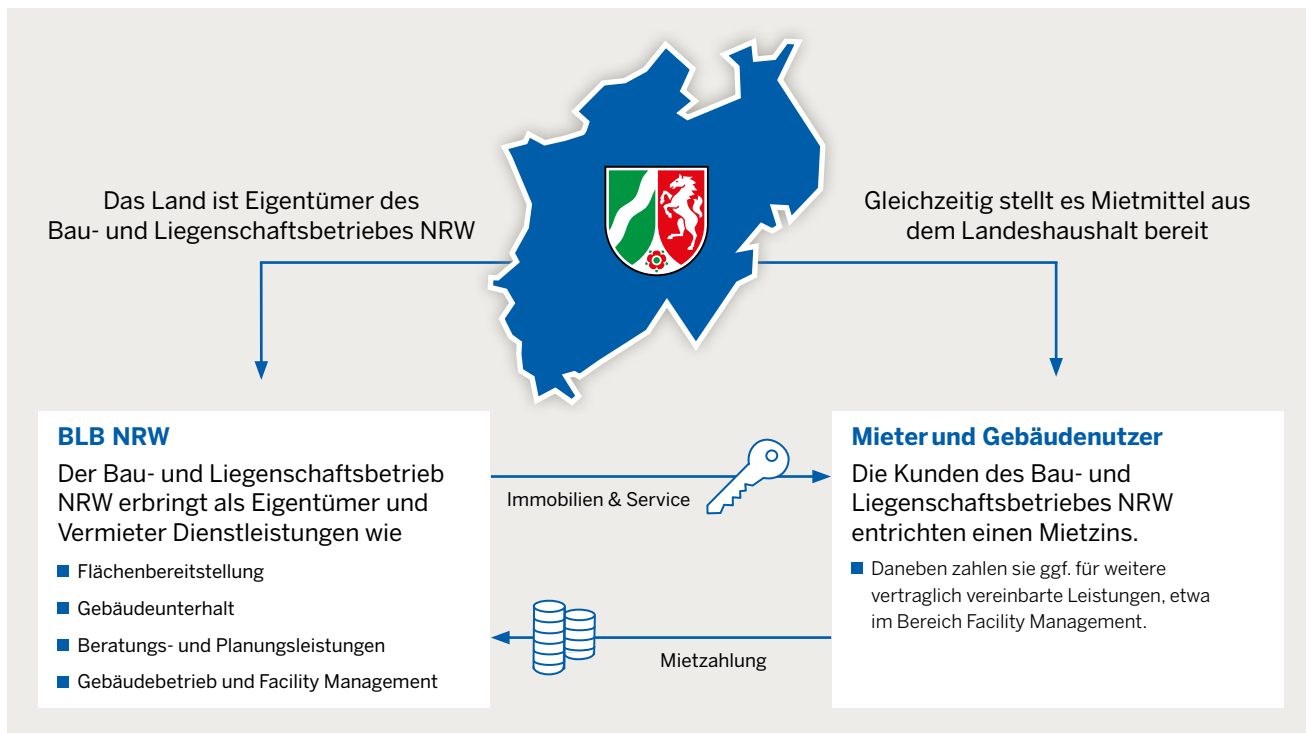 Das Land ist Eigentümer des
Bau- und Liegenschaftsbetriebes NRW
Gleichzeitig stellt es Mietmittel aus
dem Landeshaushalt bereit
BLB NRW
Der Bau- und Liegenschaftsbetrieb
NRW erbringt als Eigentümer und
Vermieter Dienstleistungen wie
Flächenbereitstellung
Gebäudeunterhalt
Beratungs- und Planungsleistungen
Gebäudebetrieb und Facility Management
Immobilien & Service
Mietzahlung
Mieter und Gebäudenutzer
Die Kunden des Bau- und
Liegenschaftsbetriebes NRW
entrichten einen Mietzins.
Daneben zahlen sie ggf. für weitere
vertraglich vereinbarte Leistungen, etwa
im Bereich Facility Management.